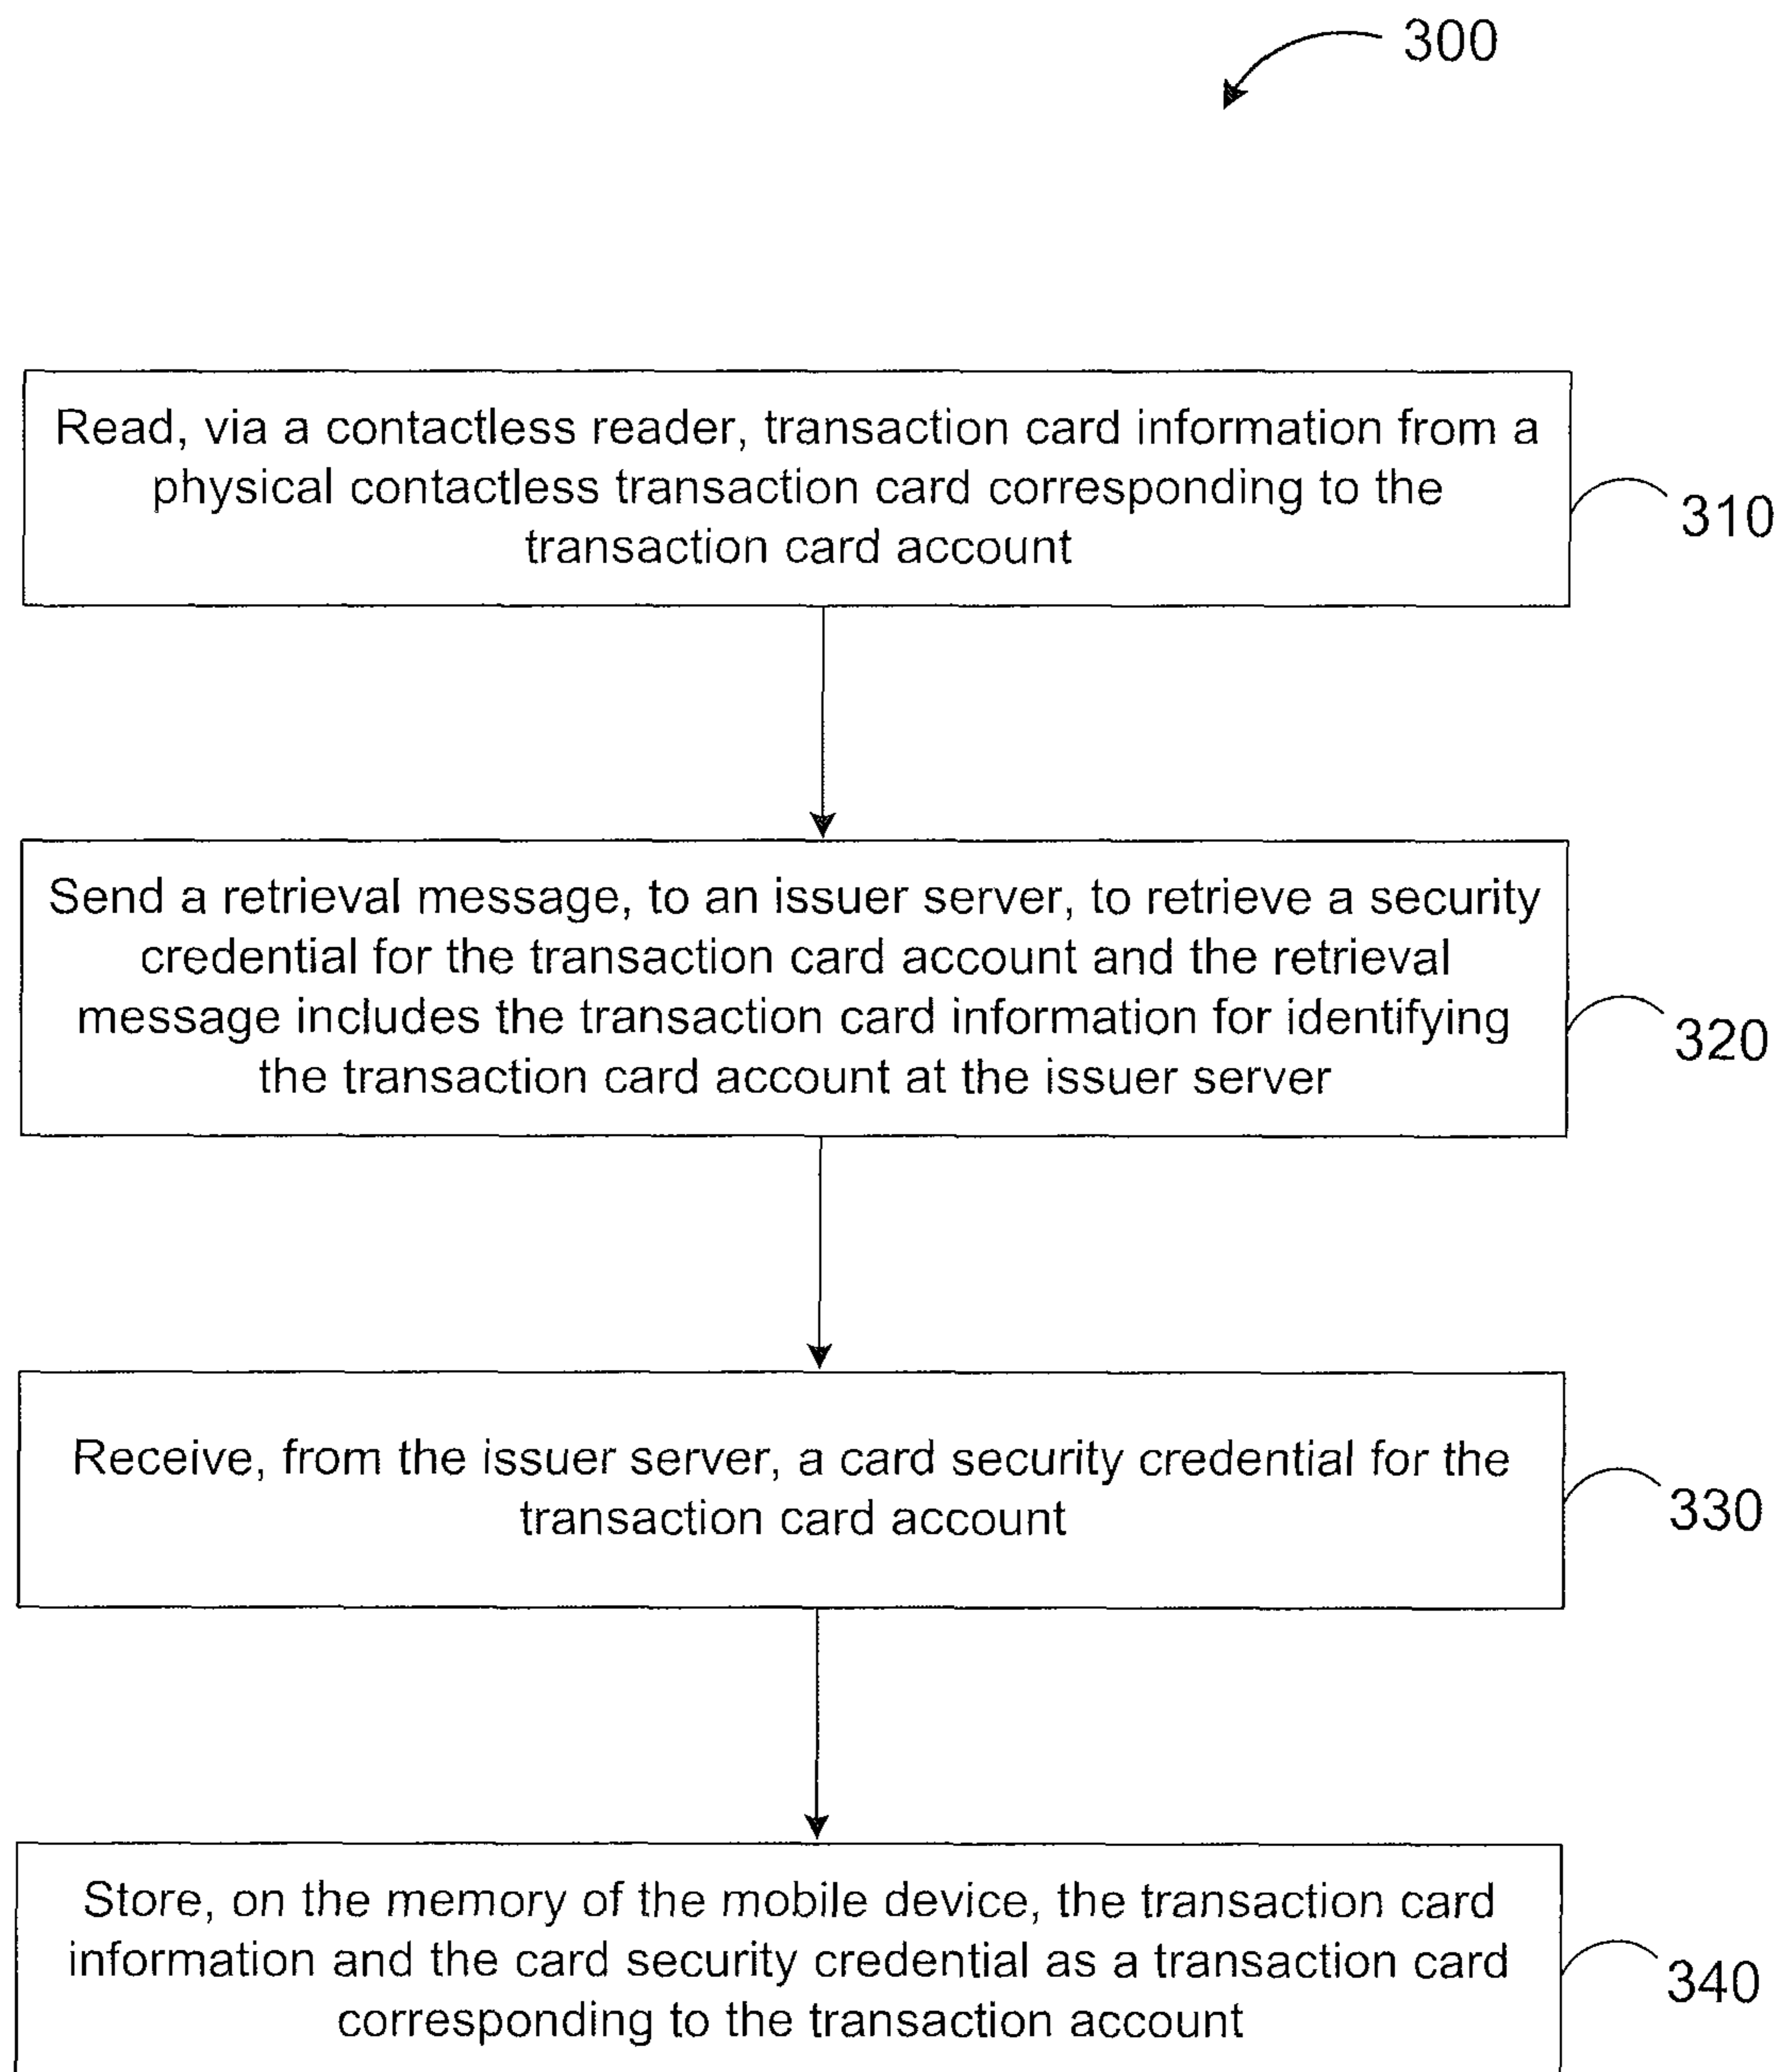 300
Read, via a contactless reader, transaction card information from a
physical contactless transaction card corresponding to the
transaction card account
310
Send a retrieval message, to an issuer server, to retrieve a security
credential for the transaction card account and the retrieval
message includes the transaction card information for identifying
the transaction card account at the issuer server
320
Receive, from the issuer server, a card security credential for the
transaction card account
330
Store, on the memory of the mobile device, the transaction card
information and the card security credential as a transaction card
corresponding to the transaction account
340